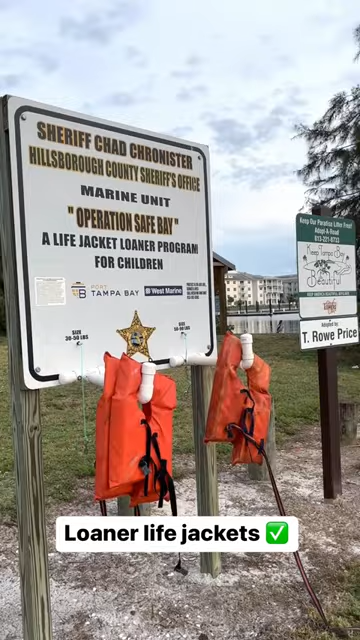 SHERIFF CHAD CHRONISTER
HILLSBOROUGH COUNTY SHERIFF'S OFFICE
MARINE UNIT
"OPERATION SAFE BAY"
A LIFE JACKET LOANER PROGRAM
FOR CHILDREN
PORT
TAMPA BAY
West Marine
SIZE
30-50 LBS
SIZE
50-90 LBS
Keep Our Paradise Litter Free!
Adopt-A-Road
Keep Tampa Bay
Beautiful
Adopted by
T. Rowe Price
Loaner life jackets ✅